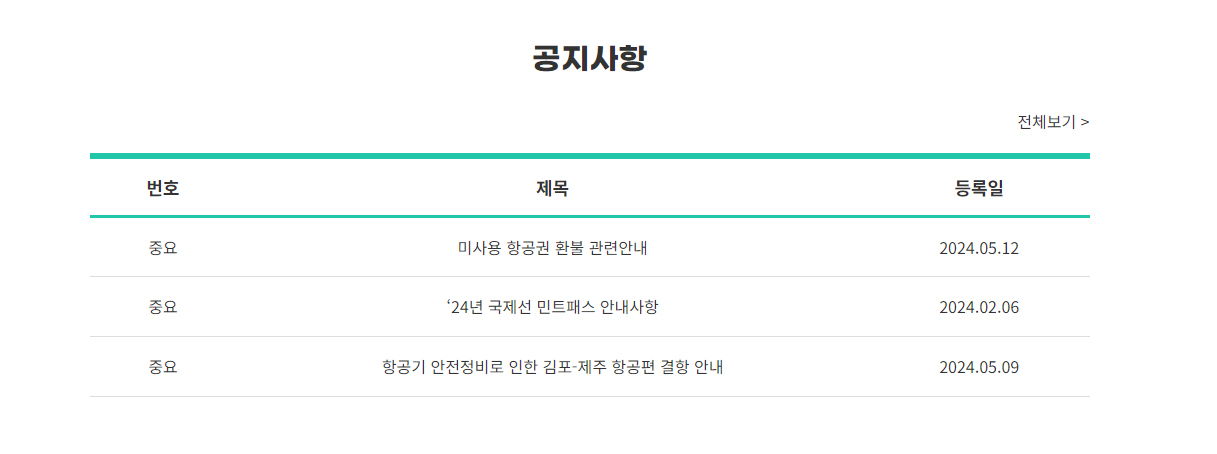 공지사항
전체보기 >
번호 제목 등록일
중요 미사용 항공권 환불 관련안내 2024.05.12
중요 ‘24년 국제선 민트패스 안내사항 2024.02.06
중요 항공기 안전정비로 인한 김포-제주 항공편 결항 안내 2024.05.09